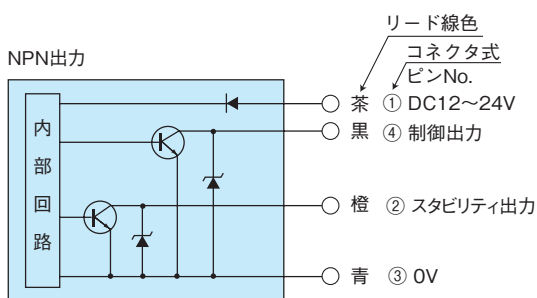 リード線色
コネクタ式
ピンNo.
NPN出力
茶 ① DC12～24V
黒 ④ 制御出力
内部回路
橙 ② スタビリティ出力
青 ③ 0V